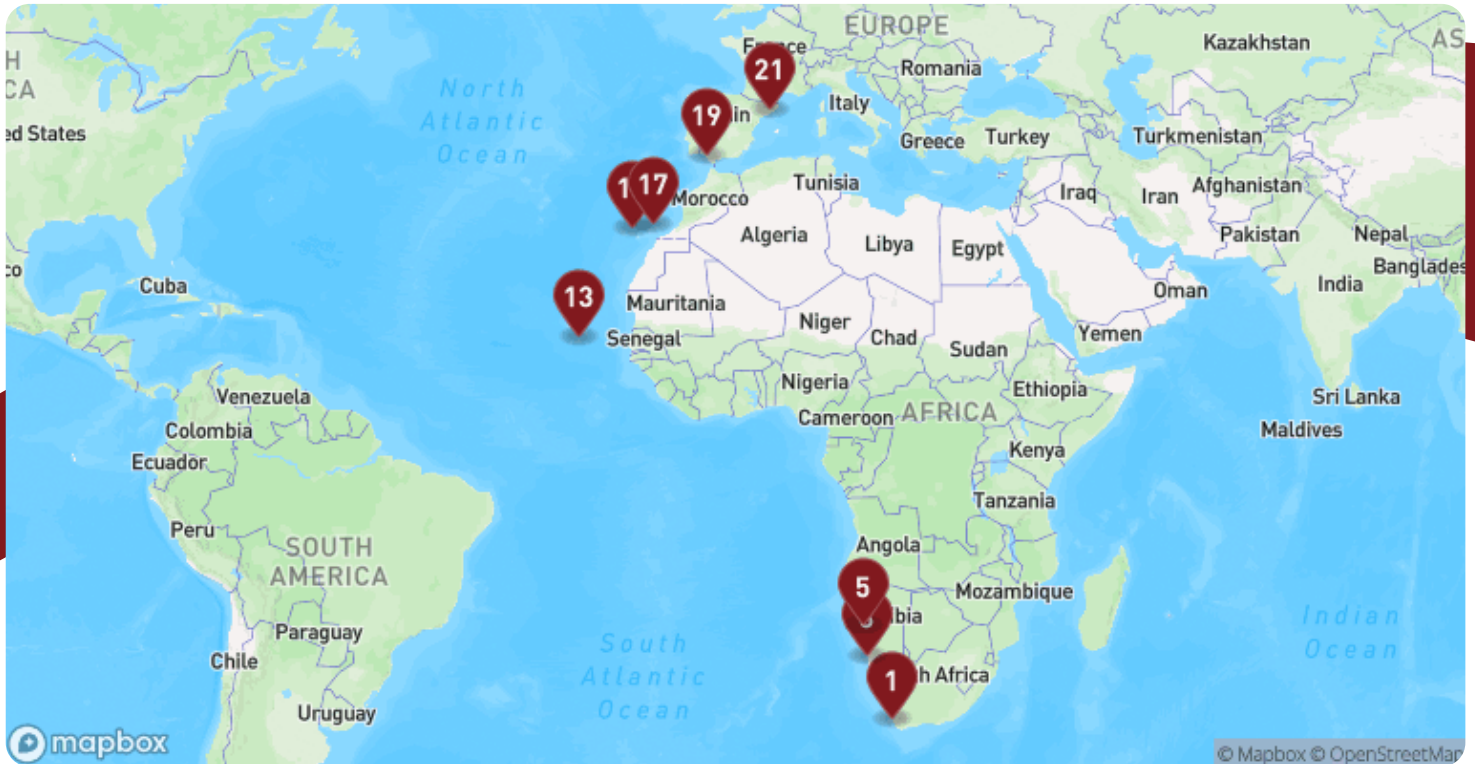 EUROPE
France
Kazakhstan
AS
21
Romania
H
CA
North
Atlantic
Ocean
Italy
19
in
ed States
Greece
Turkey
Turkmenistan
1
17
Morocco
Tunisia
Iraq
Iran
Afghanistan
Algeria
Libya
Egypt
Pakistan
Nepal
co
Banglades
Cuba
13
Mauritania
Oman
India
Niger
Chad
Senegal
Yemen
Sudan
Venezuela
Nigeria
Ethiopia
Sri Lanka
Cameroon
AFRICA
Colombia
Maldives
Ecuador
Kenya
Tanzania
Peru
SOUTH
AMERICA
Angola
5
Mozambique
ibia
Paraguay
South
Atlantic
Ocean
Indian
Ocean
Chile
1
h Africa
Uruguay
mapbox
© Mapbox © OpenStreetMap